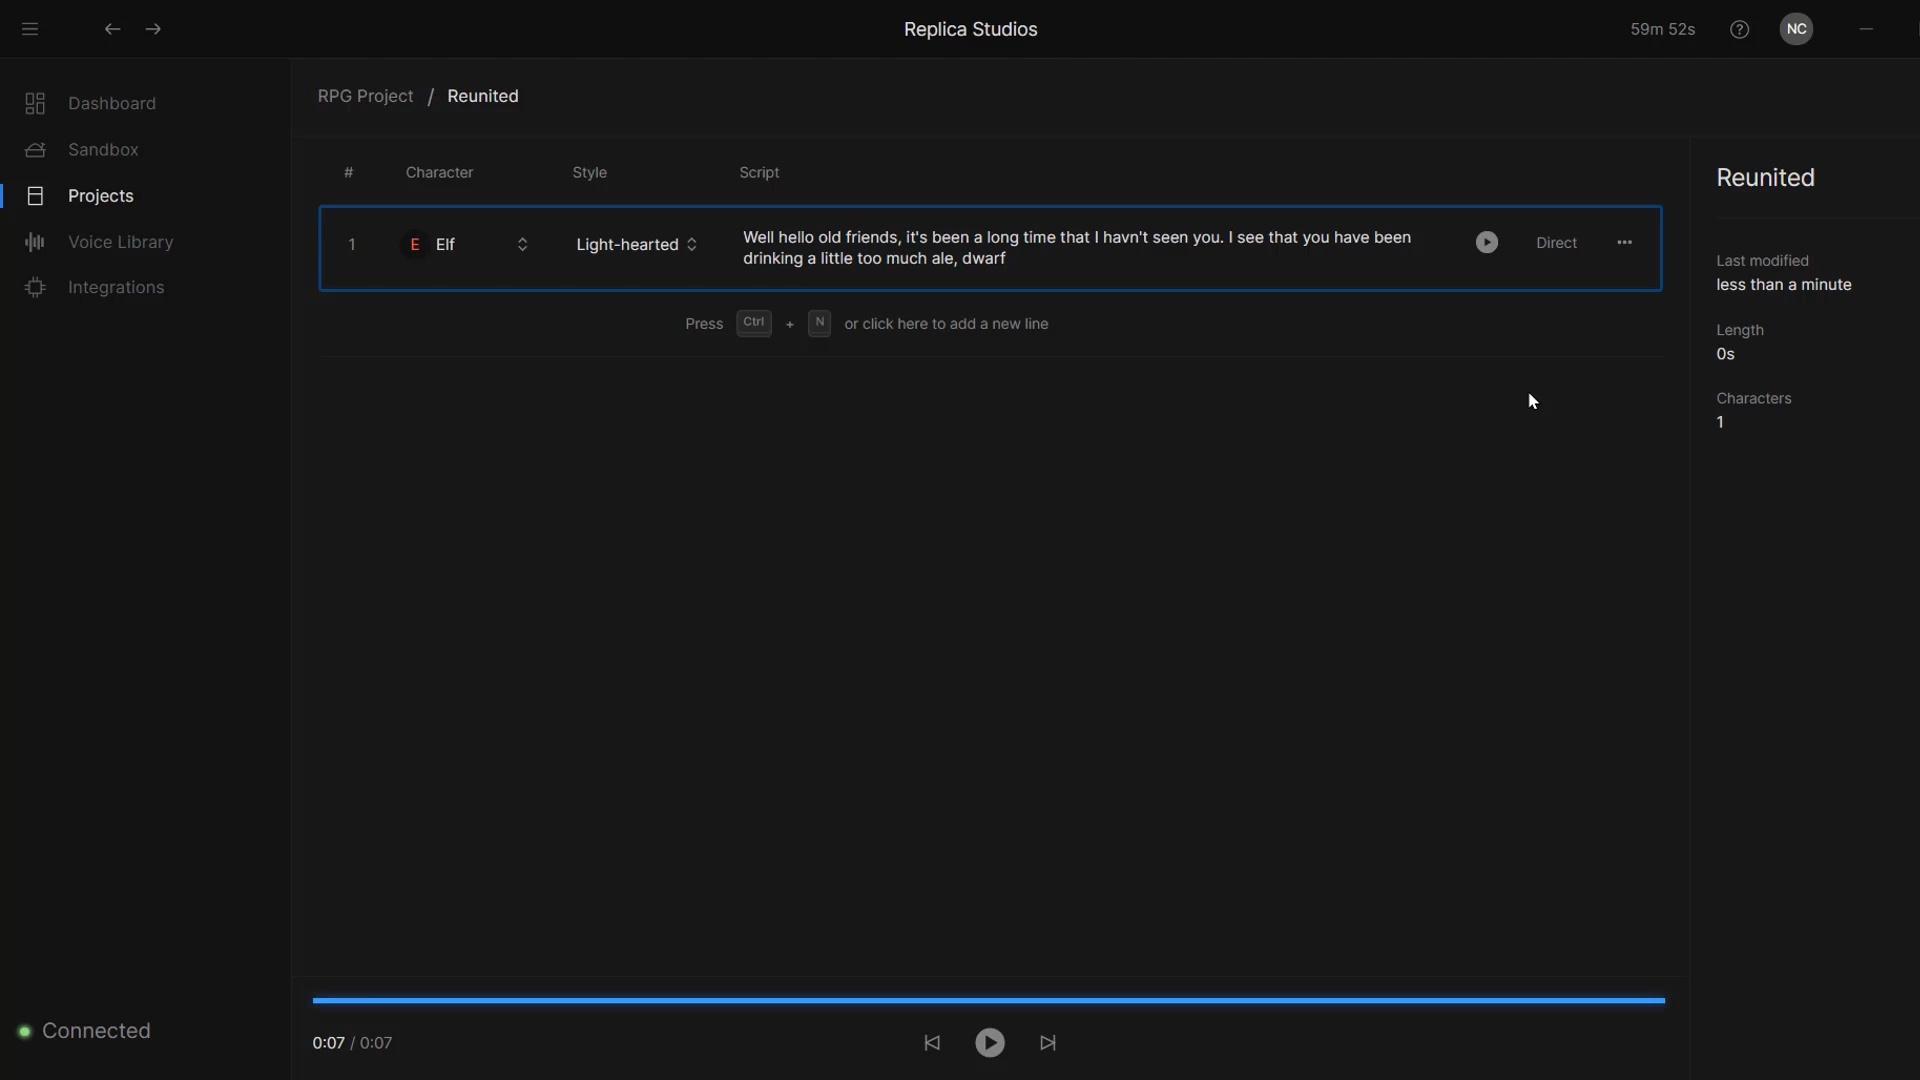 Replica Studios
59m 52s
NC
Dashboard
Sandbox
Projects
Voice Library
Integrations
RPG Project / Reunited
# Character Style Script
1 E Elf Light-hearted Well hello old friends, it's been a long time that I havn't seen you. I see that you have been
drinking a little too much ale, dwarf
Direct
Press Ctrl + N or click here to add a new line
Reunited
Last modified
less than a minute
Length
0s
Characters
1
Connected
0:07 / 0:07